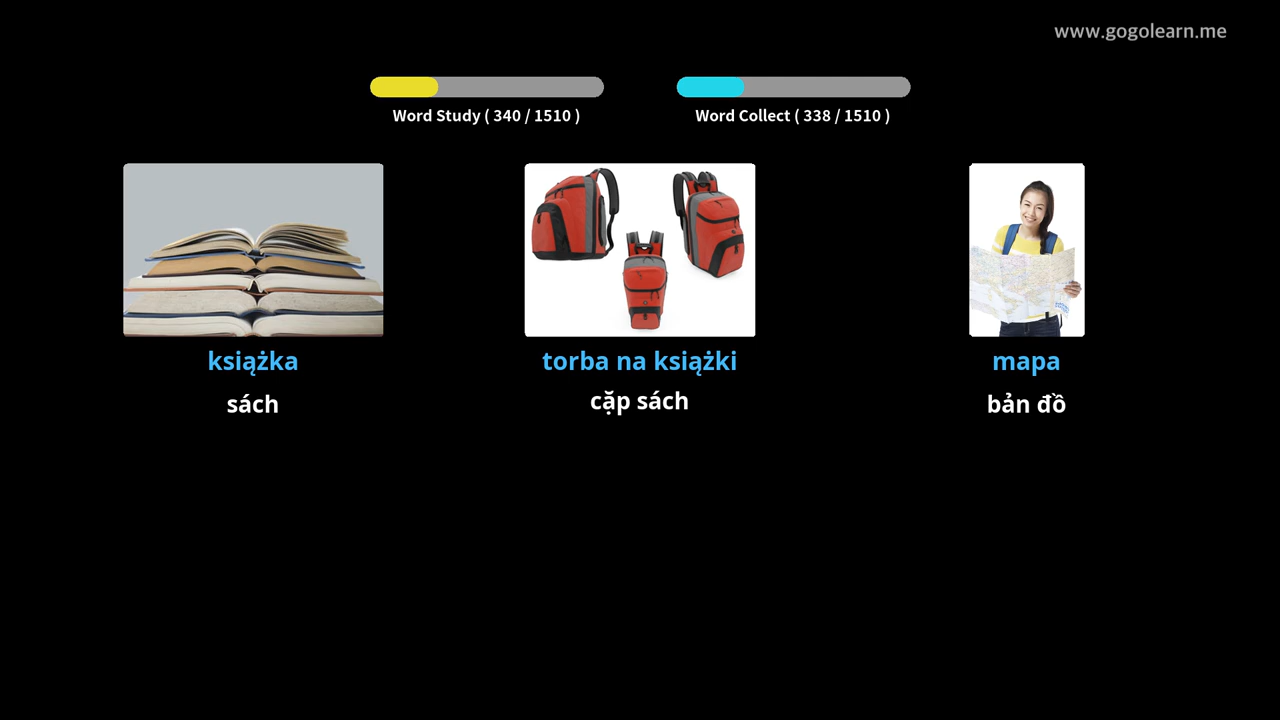 www.gogolearn.me
Word Study ( 340 / 1510 )
Word Collect ( 338 / 1510 )
książka
torba na książki
mapa
sách
cặp sách
bản đồ